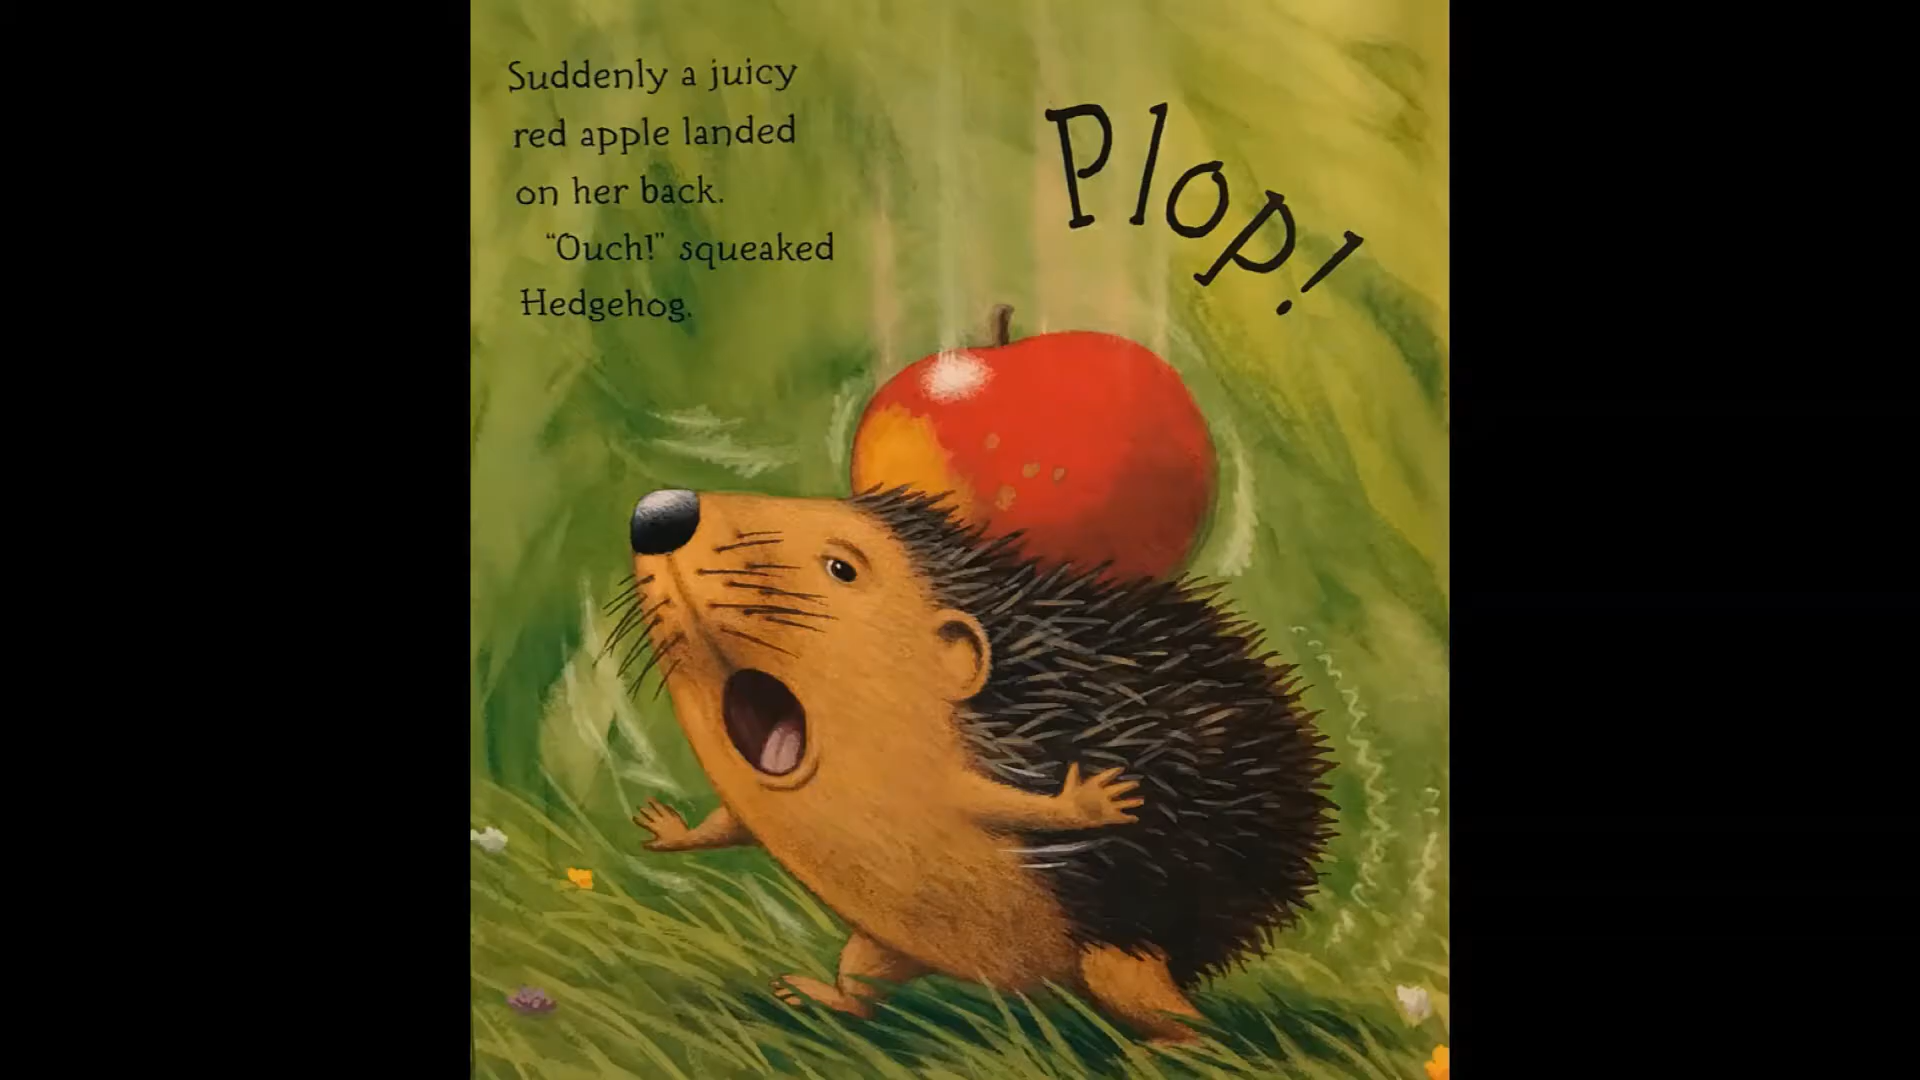 Suddenly a juicy
red apple landed
on her back.
“Ouch!” squeaked
Hedgehog.
Plop!